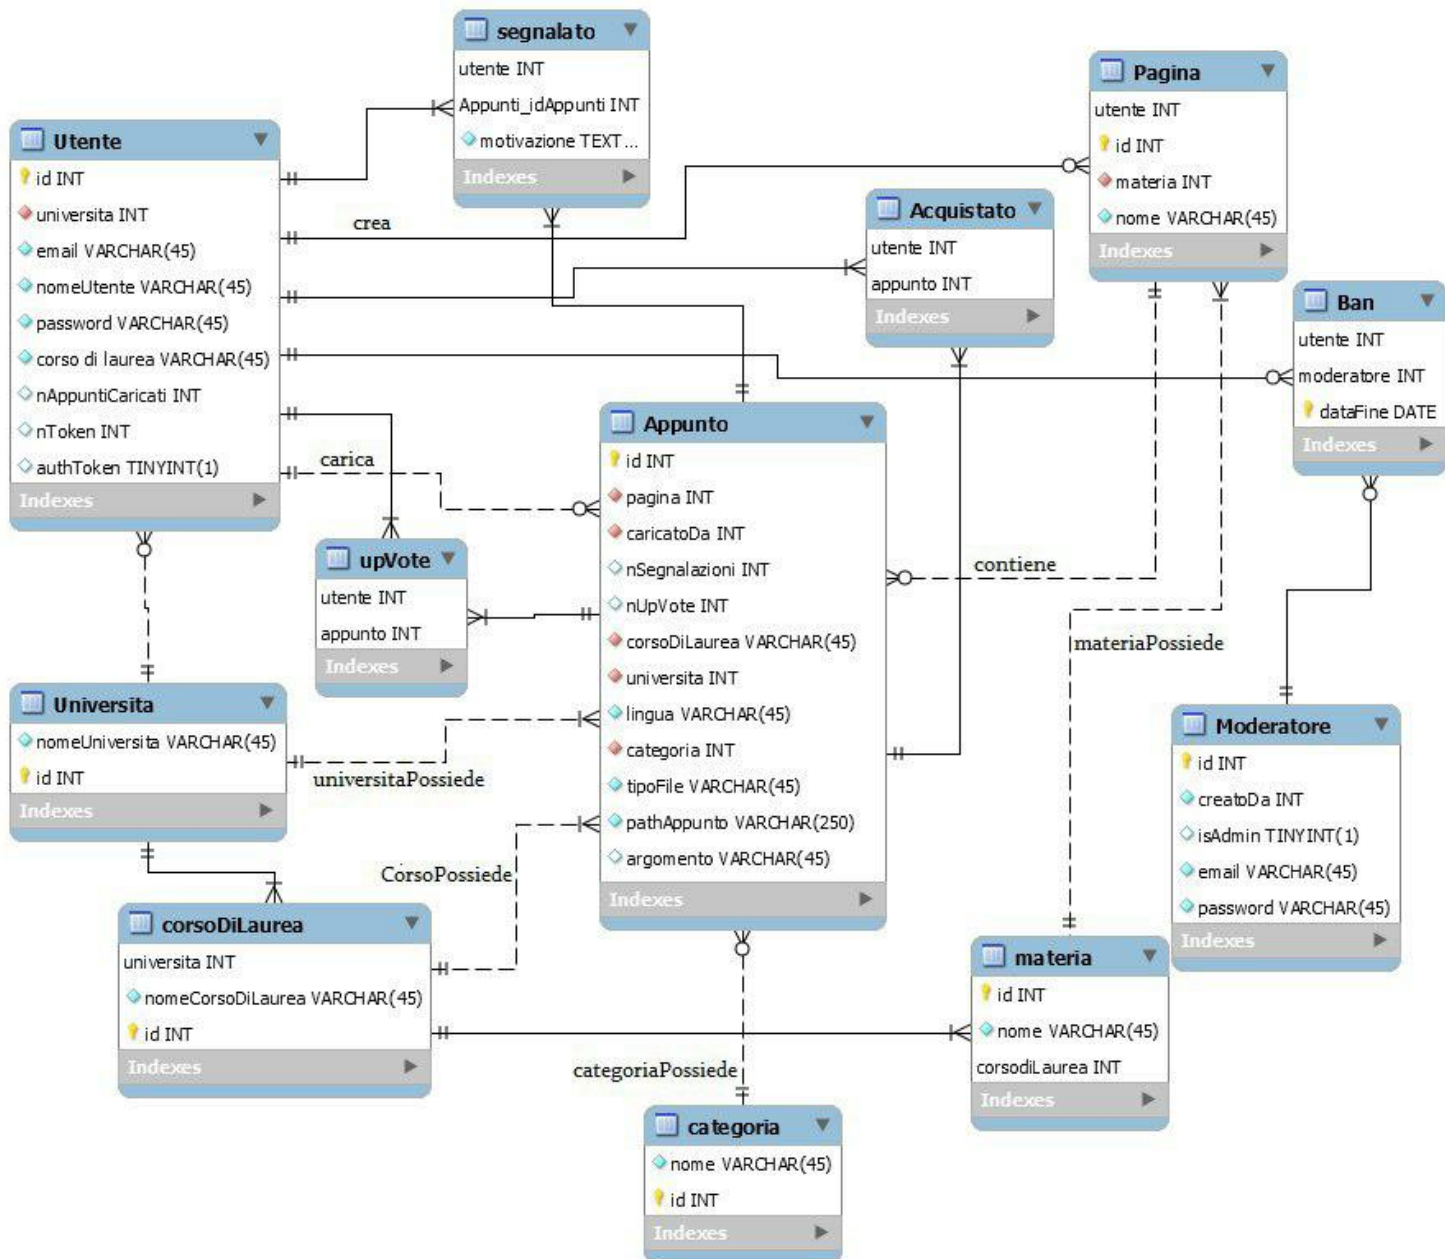 segnalato
utente INT
Appunti_idAppunti INT
motivazione TEXT...
Indexes
Pagina
utente INT
id INT
materia INT
nome VARCHAR(45)
Indexes
Utente
id INT
universita INT
email VARCHAR(45)
nomeUtente VARCHAR(45)
password VARCHAR(45)
corso di laurea VARCHAR(45)
nAppuntiCaricati INT
nToken INT
authToken TINYINT(1)
Indexes
crea
Acquistato
utente INT
appunto INT
Indexes
Ban
utente INT
moderatore INT
dataFine DATE
Indexes
carica
Appunto
id INT
pagina INT
caricatoDa INT
nSegnalazioni INT
nUpVote INT
corsoDiLaurea VARCHAR(45)
universita INT
lingua VARCHAR(45)
categoria INT
tipoFile VARCHAR(45)
pathAppunto VARCHAR(250)
argomento VARCHAR(45)
Indexes
upVote
utente INT
appunto INT
Indexes
contiene
materiaPossiede
Universita
nomeUniversita VARCHAR(45)
id INT
Indexes
universitaPossiede
Moderatore
id INT
creatoDa INT
isAdmin TINYINT(1)
email VARCHAR(45)
password VARCHAR(45)
Indexes
CorsoPossiede
corsoDiLaurea
universita INT
nomeCorsoDiLaurea VARCHAR(45)
id INT
Indexes
materia
id INT
nome VARCHAR(45)
corsodiLaurea INT
Indexes
categoriaPossiede
categoria
nome VARCHAR(45)
id INT
Indexes